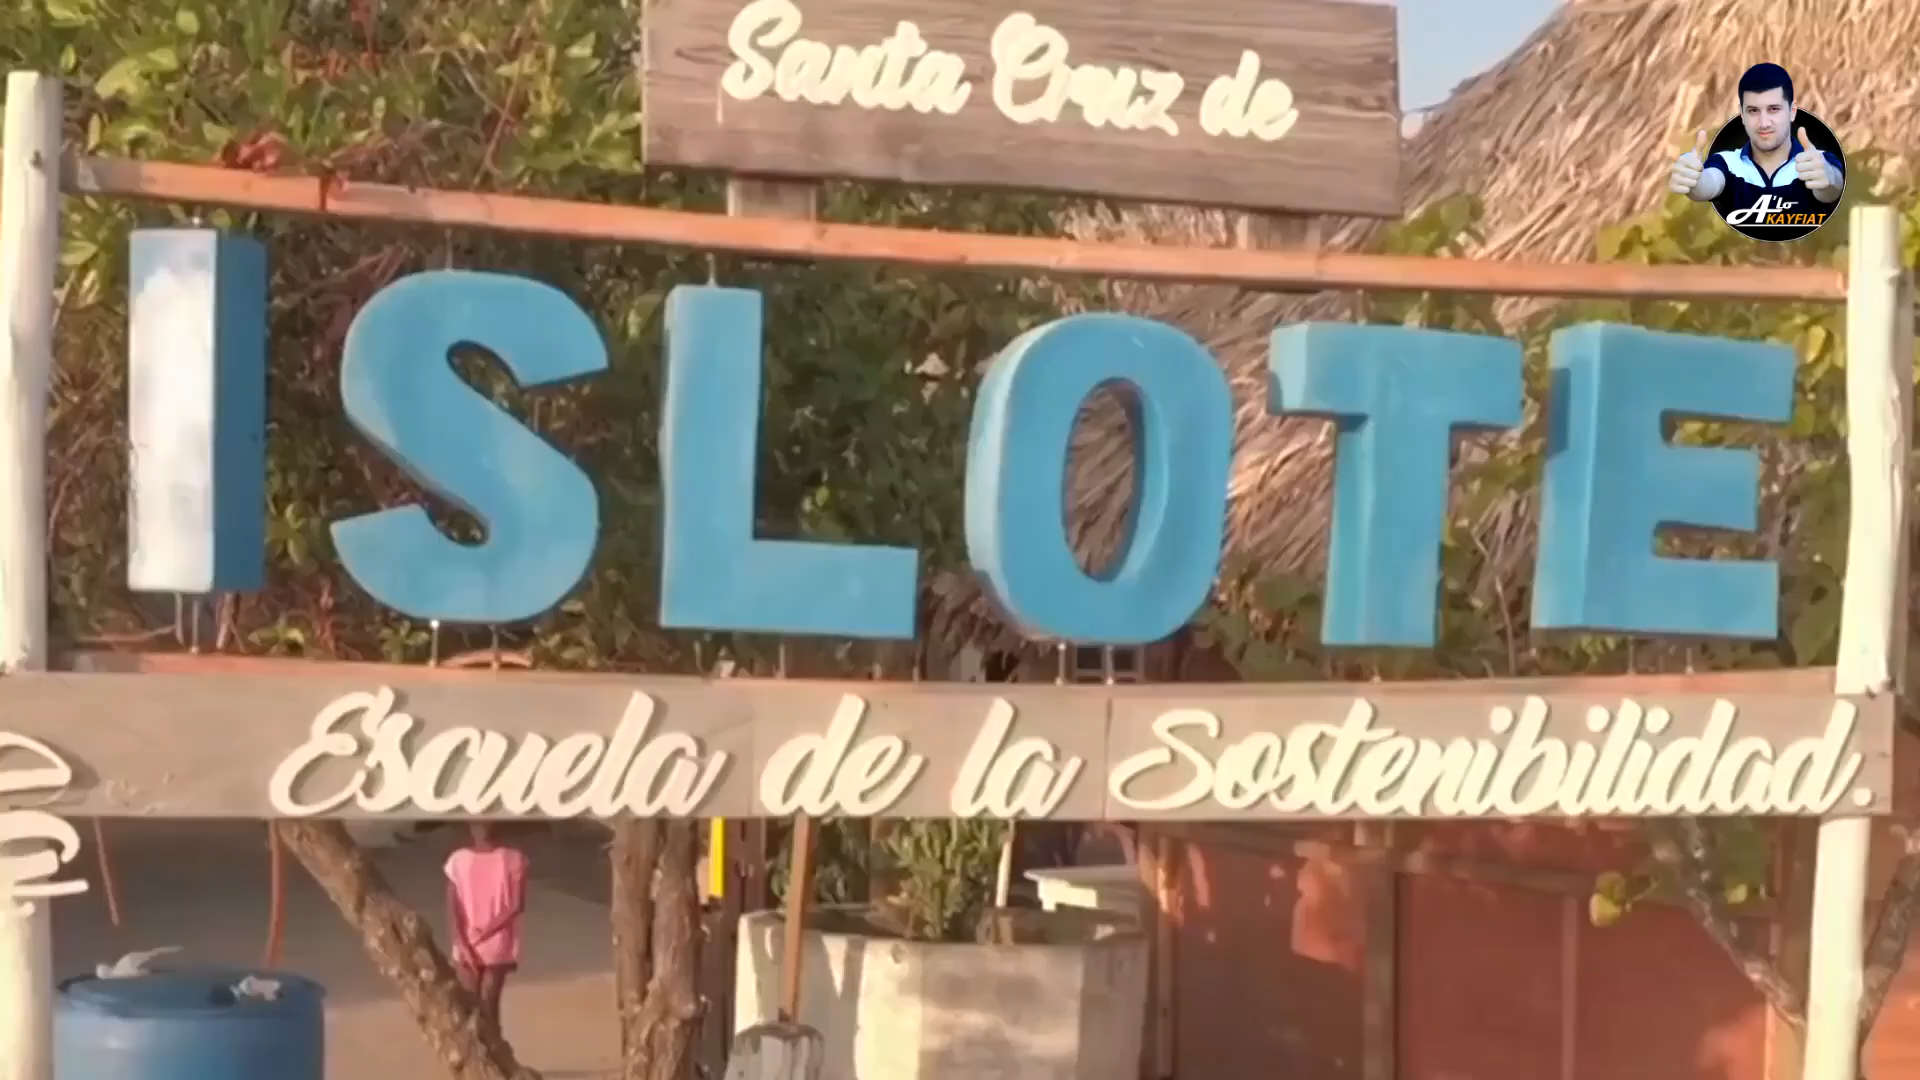 Santa Cruz de
A'Lo
KAYFIAT
ISLOTE
Escuela de la Sostenibilidad.